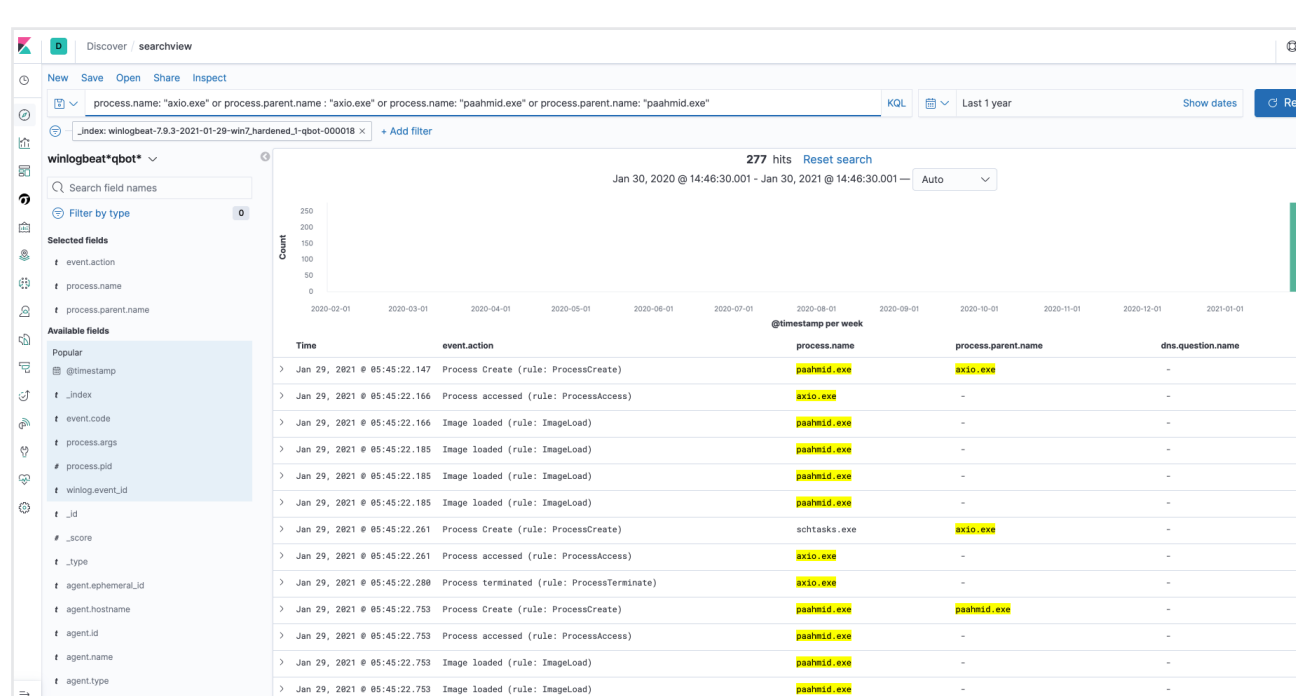 D Discover / searchview
New Save Open Share Inspect
process.name: "axio.exe" or process.parent.name : "axio.exe" or process.name: "paahmid.exe" or process.parent.name: "paahmid.exe" KQL Last 1 year Show dates Re
_index: winlogbeat-7.9.3-2021-01-29-win7_hardened_1-qbot-000018 × + Add filter
winlogbeat*qbot*
Search field names
Filter by type 0
Selected fields
t event.action
t process.name
t process.parent.name
Available fields
Popular
@timestamp
t _index
t event.code
t process.args
# process.pid
t winlog.event_id
t _id
# _score
t _type
t agent.ephemeral_id
t agent.hostname
t agent.id
t agent.name
t agent.type
277 hits Reset search
Jan 30, 2020 @ 14:46:30.001 - Jan 30, 2021 @ 14:46:30.001 — Auto
Count
250
200
150
100
50
0
2020-02-01 2020-03-01 2020-04-01 2020-05-01 2020-06-01 2020-07-01 2020-08-01 2020-09-01 2020-10-01 2020-11-01 2020-12-01 2021-01-01
@timestamp per week
Time event.action process.name process.parent.name dns.question.name
> Jan 29, 2021 @ 05:45:22.147 Process Create (rule: ProcessCreate) paahmid.exe axio.exe -
> Jan 29, 2021 @ 05:45:22.166 Process accessed (rule: ProcessAccess) axio.exe - -
> Jan 29, 2021 @ 05:45:22.166 Image loaded (rule: ImageLoad) paahmid.exe - -
> Jan 29, 2021 @ 05:45:22.185 Image loaded (rule: ImageLoad) paahmid.exe - -
> Jan 29, 2021 @ 05:45:22.185 Image loaded (rule: ImageLoad) paahmid.exe - -
> Jan 29, 2021 @ 05:45:22.185 Image loaded (rule: ImageLoad) paahmid.exe - -
> Jan 29, 2021 @ 05:45:22.261 Process Create (rule: ProcessCreate) schtasks.exe axio.exe -
> Jan 29, 2021 @ 05:45:22.261 Process accessed (rule: ProcessAccess) axio.exe - -
> Jan 29, 2021 @ 05:45:22.280 Process terminated (rule: ProcessTerminate) axio.exe - -
> Jan 29, 2021 @ 05:45:22.753 Process Create (rule: ProcessCreate) paahmid.exe paahmid.exe -
> Jan 29, 2021 @ 05:45:22.753 Process accessed (rule: ProcessAccess) paahmid.exe - -
> Jan 29, 2021 @ 05:45:22.753 Image loaded (rule: ImageLoad) paahmid.exe - -
> Jan 29, 2021 @ 05:45:22.753 Image loaded (rule: ImageLoad) paahmid.exe - -